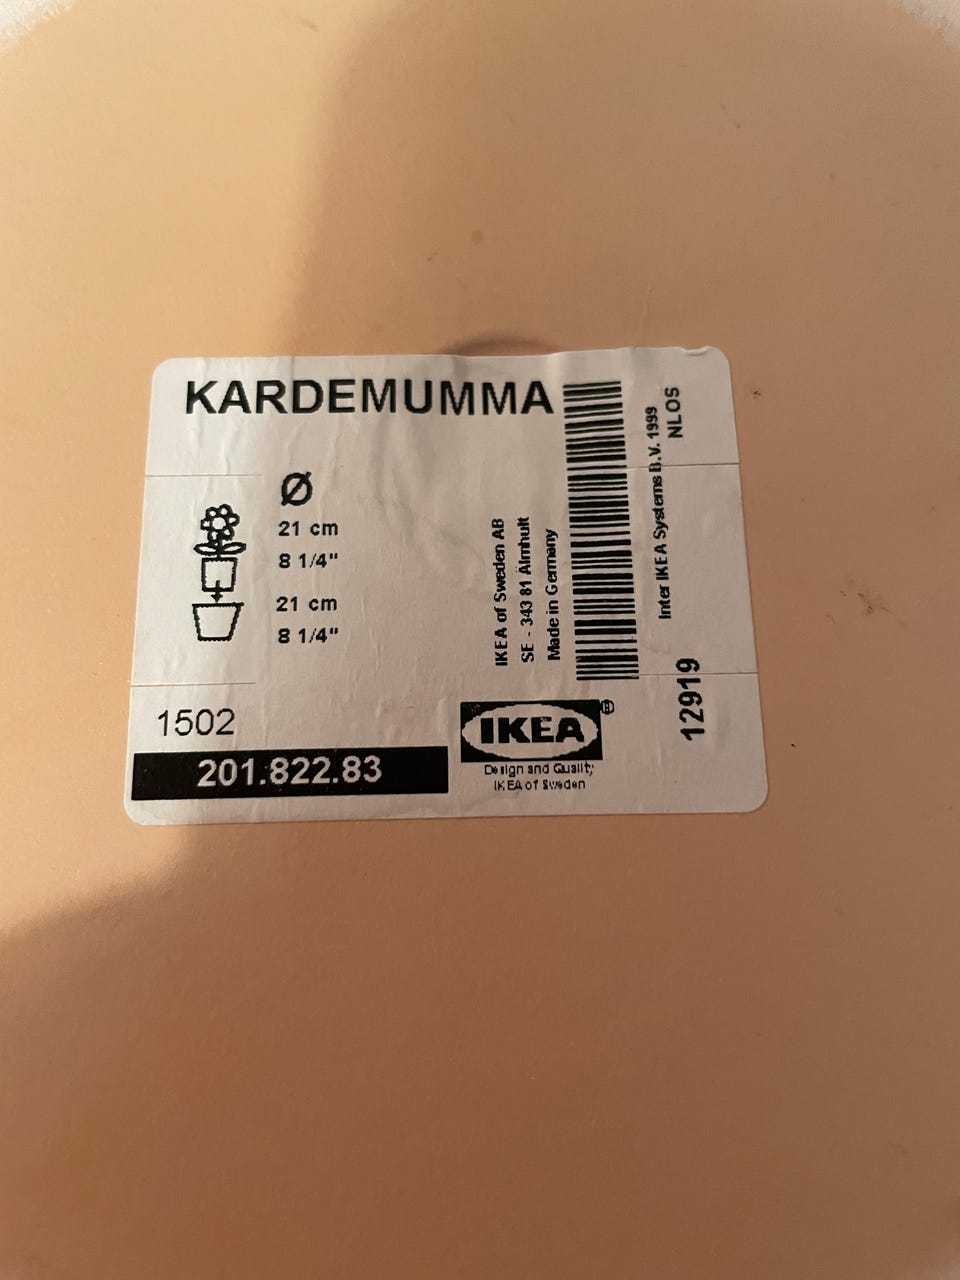 KARDEMUMMA
Ø
21 cm
8 1/4"
21 cm
8 1/4"
1502
201.822.83
IKEA of Sweden AB
SE - 343 81 Älmhult
Made in Germany
IKEA®
Design and Quality
IKEA of Sweden
Inter IKEA Systems B.V. 1999
NLOS
12919